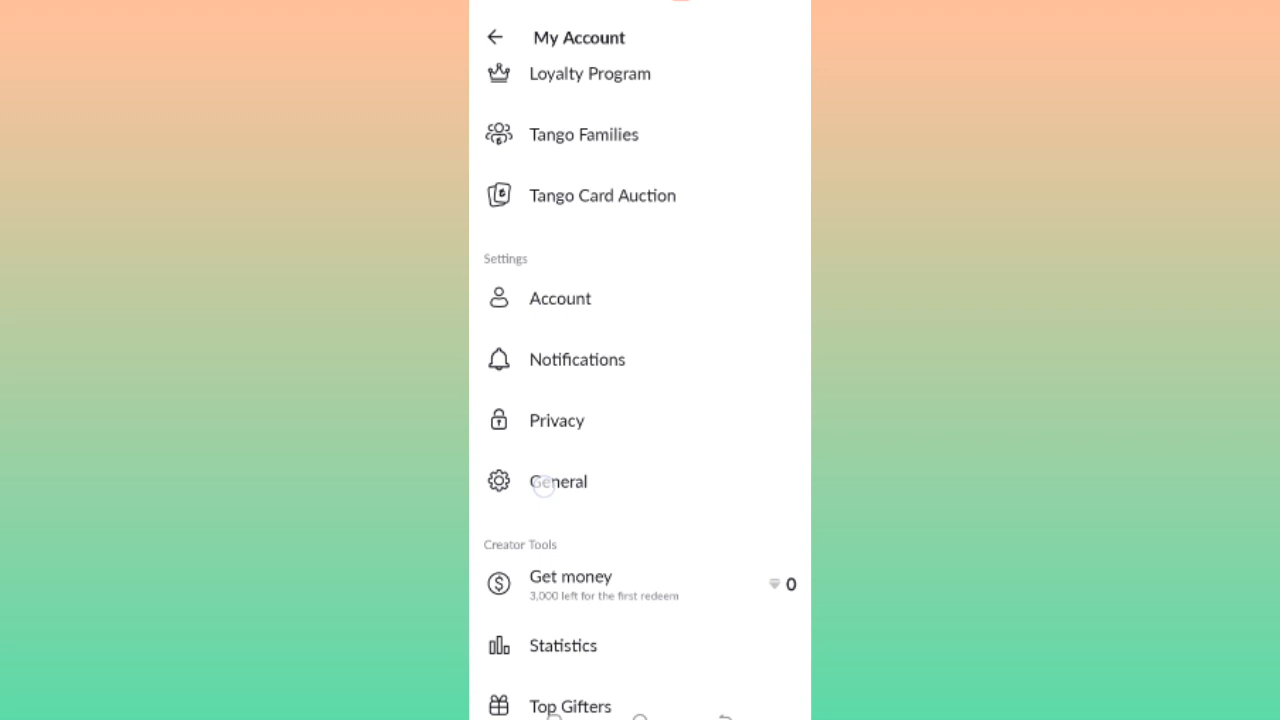 My Account
Loyalty Program
Tango Families
Tango Card Auction
Settings
Account
Notifications
Privacy
General
Creator Tools
Get money
0
3,000 left for the first redeem
Statistics
Top Gifters